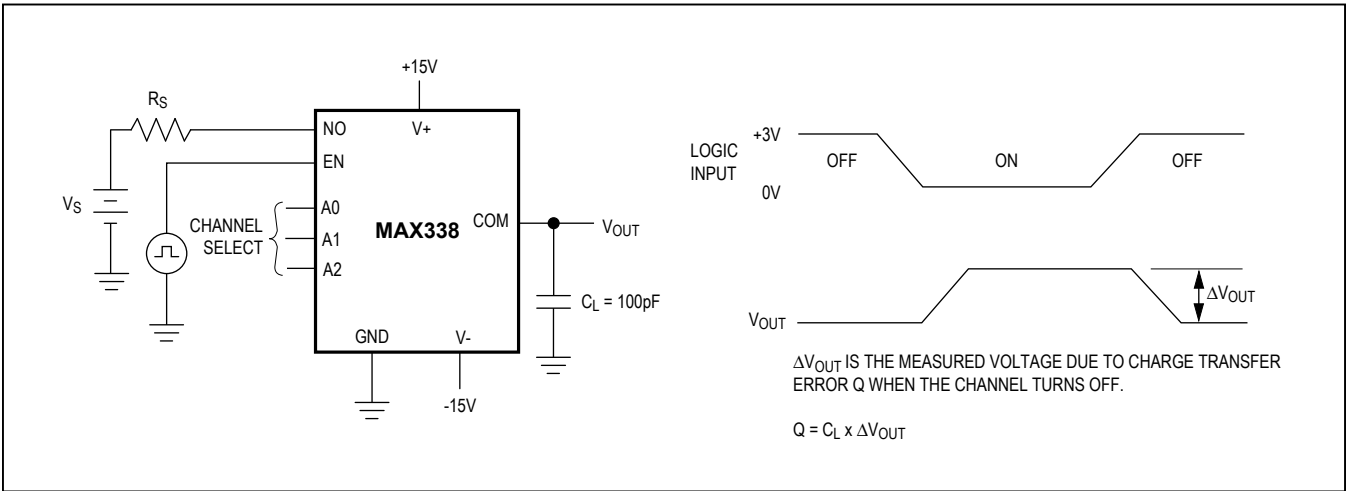 +15V
RS
NO
V+
EN
VS
A0
CHANNEL
SELECT
A1
MAX338
COM
VOUT
A2
CL = 100pF
GND
V-
-15V
LOGIC
INPUT
+3V
0V
OFF
ON
OFF
VOUT
ΔVOUT
ΔVOUT IS THE MEASURED VOLTAGE DUE TO CHARGE TRANSFER
ERROR Q WHEN THE CHANNEL TURNS OFF.
Q = CL x ΔVOUT